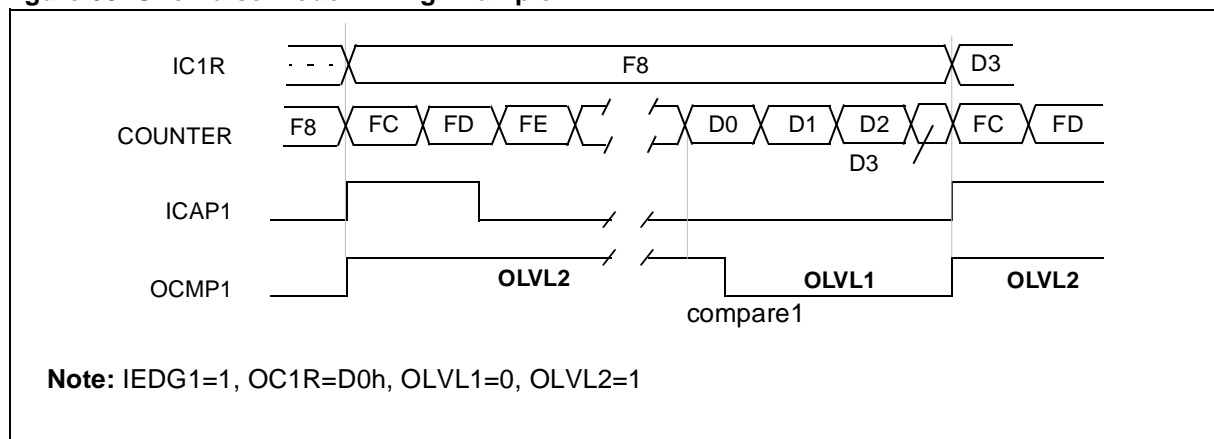 IC1R - - - F8 D3
COUNTER F8 FC FD FE D0 D1 D2 FC FD
D3
ICAP1
OCMP1 OLVL2 OLVL1 OLVL2
compare1
Note: IEDG1=1, OC1R=D0h, OLVL1=0, OLVL2=1